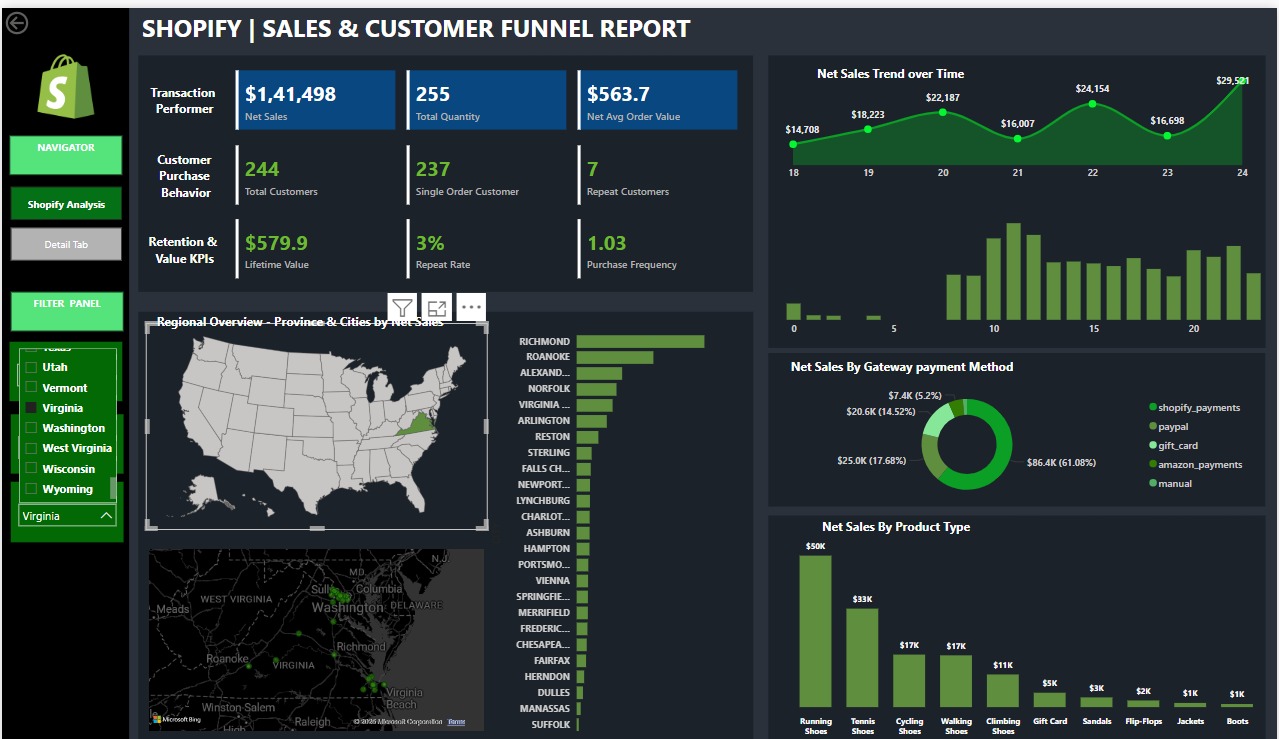 SHOPIFY | SALES & CUSTOMER FUNNEL REPORT
NAVIGATOR
Shopify Analysis
Detail Tab
FILTER PANEL
Texas
Utah
Vermont
Virginia
Washington
West Virginia
Wisconsin
Wyoming
Virginia
Transaction
Performer
$1,41,498
Net Sales
255
Total Quantity
$563.7
Net Avg Order Value
Customer
Purchase
Behavior
244
Total Customers
237
Single Order Customer
7
Repeat Customers
Retention &
Value KPIs
$579.9
Lifetime Value
3%
Repeat Rate
1.03
Purchase Frequency
Regional Overview - Province & Cities by Net Sales
WEST VIRGINIA
Meads
MD
N.J.
Columbia
Washington
DELAWARE
Richmond
Roanoke
VIRGINIA
Virginia
Beach
Winston-Salem
Raleigh
High
Microsoft Bing
© 2026 Microsoft Corporation Terms
RICHMOND
ROANOKE
ALEXAND...
NORFOLK
VIRGINIA ...
ARLINGTON
RESTON
STERLING
FALLS CH...
NEWPORT...
LYNCHBURG
CHARLOT...
ASHBURN
HAMPTON
PORTSMO...
VIENNA
SPRINGFIE...
MERRIFIELD
FREDERIC...
CHESAPEA...
FAIRFAX
HERNDON
DULLES
MANASSAS
SUFFOLK
Net Sales Trend over Time
$14,708
$18,223
$22,187
$16,007
$24,154
$16,698
$29,521
18 19 20 21 22 23 24
0 5 10 15 20
Net Sales By Gateway payment Method
$7.4K (5.2%)
$20.6K (14.52%)
$25.0K (17.68%)
$86.4K (61.08%)
shopify_payments
paypal
gift_card
amazon_payments
manual
Net Sales By Product Type
$50K
$33K
$17K
$17K
$11K
$5K
$3K
$2K
$1K
$1K
Running
Shoes
Tennis
Shoes
Cycling
Shoes
Walking
Shoes
Climbing
Shoes
Gift Card
Sandals
Flip-Flops
Jackets
Boots